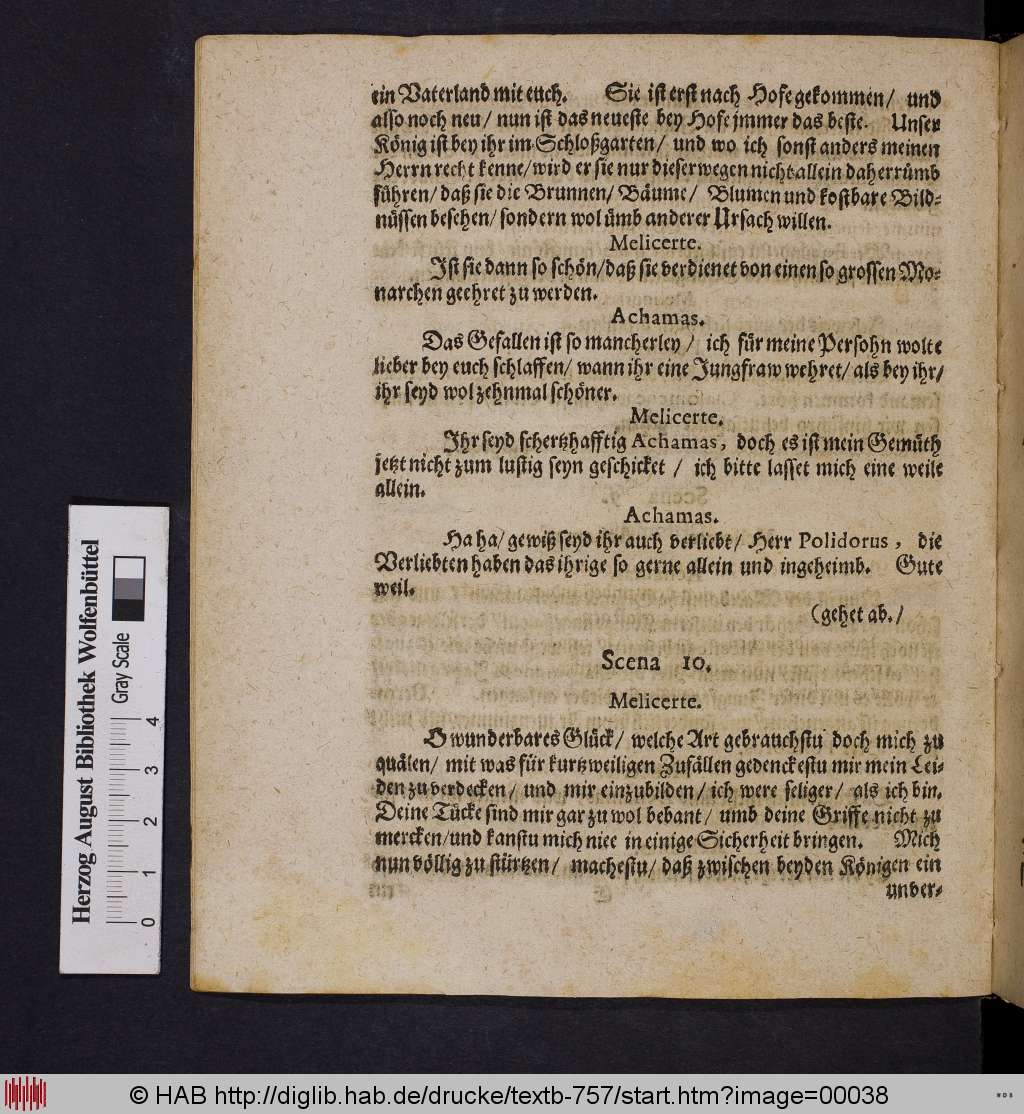 ein Vaterland mit euch. Sie ist erst nach Hofe gekommen/ und
also noch neu/ nun ist das neueste bey Hofe jmmer das beste. Unser
König ist bey ihr im Schloßgarten/ und wo ich sonst anders meinen
Herrn recht kenne/ wird er sie nur dieser wegen nicht allein daherrümb
führen/ daß sie die Brunnen/ Bäume/ Blumen und kostbare Bild-
nüssen besehen/ sondern wol ümb anderer Ursach willen.
Melicerte.
Ist sie dann so schön/ daß sie verdienet von einen so grossen Mo-
narchen geehret zu werden.
Achamas.
Das Gefallen ist so mancherley/ ich für meine Persohn wolte
lieber bey euch schlaffen/ wann ihr eine Jungfraw wehret/ als bey ihr/
ihr seyd wol zehnmal schöner.
Melicerte.
Ihr seyd schertzhafftig Achamas, doch es ist mein Gemüth
jetzt nicht zum lustig seyn geschicket/ ich bitte lasset mich eine weile
allein.
Achamas.
Ha ha/ gewiß seyd ihr auch verliebt/ Herr Polidorus, die
Verliebten haben das ihrige so gerne allein und ingeheimb. Gute
weil.
(gehet ab./
Scena 10.
Melicerte.
O wunderbares Glück/ welche Art gebrauchstu doch mich zu
quälen/ mit was für kurtzweiligen Zufällen gedenckestu mir mein Lei-
den zu verdecken/ und mir einzubilden/ ich were seliger/ als ich bin.
Deine Tücke sind mir gar zu wol bebant/ umb deine Griffe nicht zu
mercken/ und kanstu mich niee in einige Sicherheit bringen. Mich
nun völlig zu stürtzen/ machestu/ daß zwischen beyden Königen ein
unver-
Herzog August Bibliothek Wolfenbüttel
Gray Scale
0 1 2 3 4
© HAB http://diglib.hab.de/drucke/textb-757/start.htm?image=00038